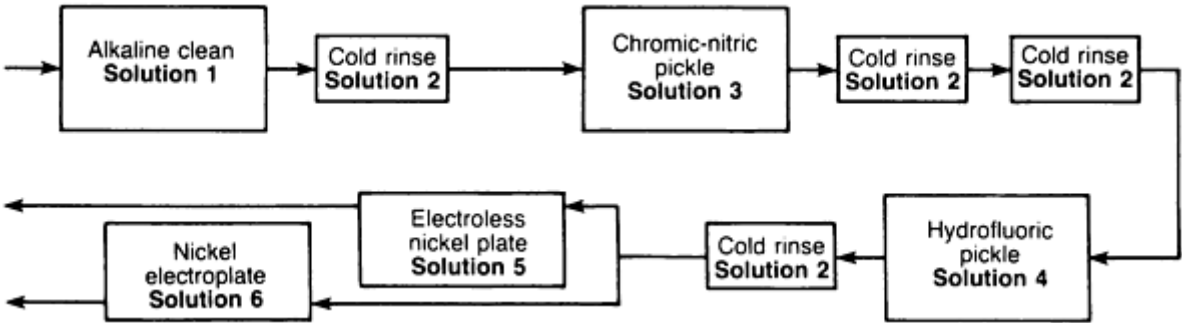 Alkaline clean
Solution 1
Cold rinse
Solution 2
Chromic-nitric
pickle
Solution 3
Cold rinse
Solution 2
Cold rinse
Solution 2
Hydrofluoric
pickle
Solution 4
Cold rinse
Solution 2
Electroless
nickel plate
Solution 5
Nickel
electroplate
Solution 6